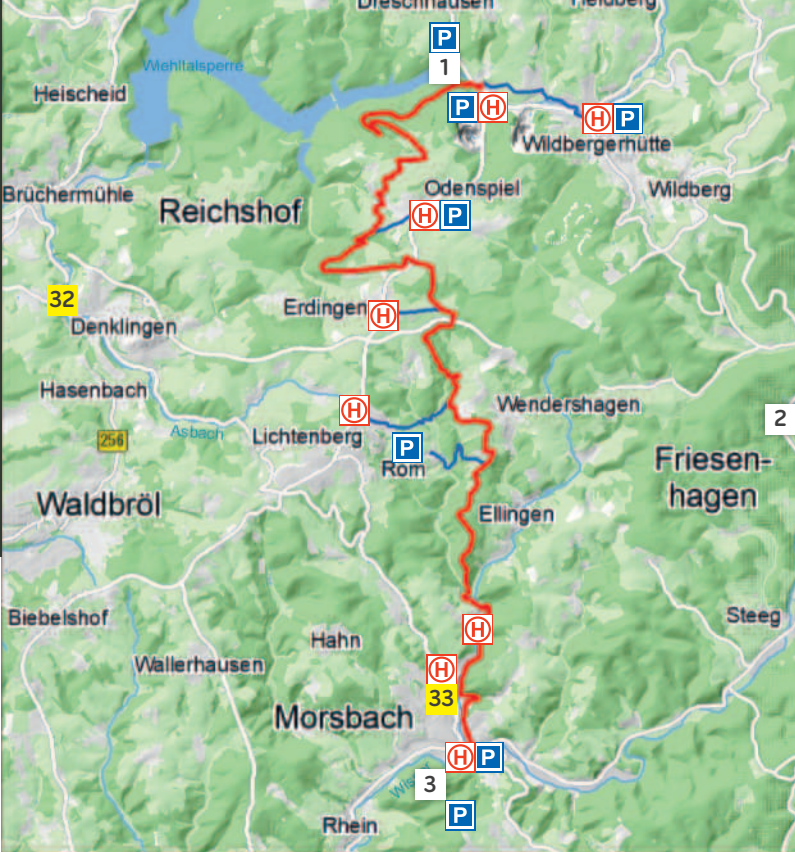 Dreschhausen
Heidberg
P
1
Wiehltalsperre
Heischeid
P H
H P
Wildbergerhütte
Brüchermühle
Odenspiel
Wildberg
Reichshof
H P
32
Erdingen
H
Denklingen
Hasenbach
H
Wendershagen
2
Asbach
256
Lichtenberg
P
Rom
Friesen-
hagen
Waldbröl
Ellingen
Biebelshof
Steeg
H
Hahn
Wallerhausen
H
33
Morsbach
H P
3
P
Rhein